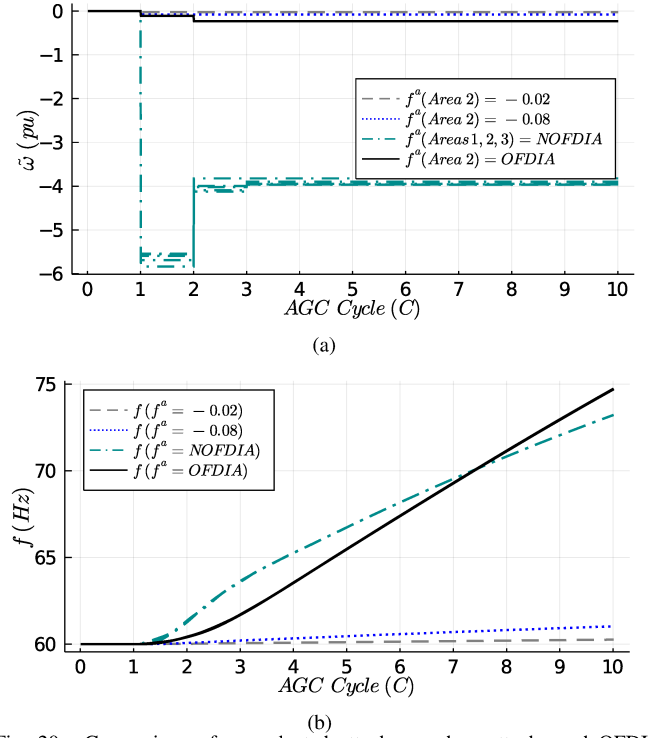 0
−1
−2
−3
−4
−5
−6
ω̃ (pu)
f^a(Area 2) = −0.02
f^a(Area 2) = −0.08
f^a(Areas 1, 2, 3) = NOFDIA
f^a(Area 2) = OFDIA
0 1 2 3 4 5 6 7 8 9 10
AGC Cycle (C)
(a)
75
70
65
60
f (Hz)
f (f^a = −0.02)
f (f^a = −0.08)
f (f^a = NOFDIA)
f (f^a = OFDIA)
0 1 2 3 4 5 6 7 8 9 10
AGC Cycle (C)
(b)